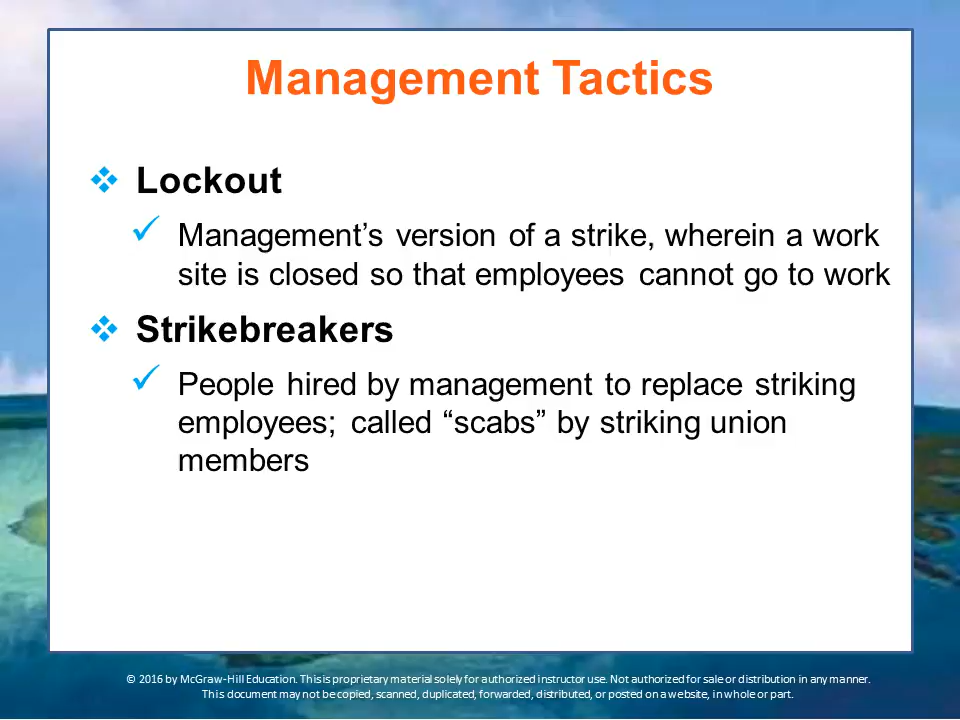 Management Tactics
Lockout
Management’s version of a strike, wherein a work
site is closed so that employees cannot go to work
Strikebreakers
People hired by management to replace striking
employees; called “scabs” by striking union
members
© 2016 by McGraw-Hill Education. This is proprietary material solely for authorized instructor use. Not authorized for sale or distribution in any manner.
This document may not be copied, scanned, duplicated, forwarded, distributed, or posted on a website, in whole or part.